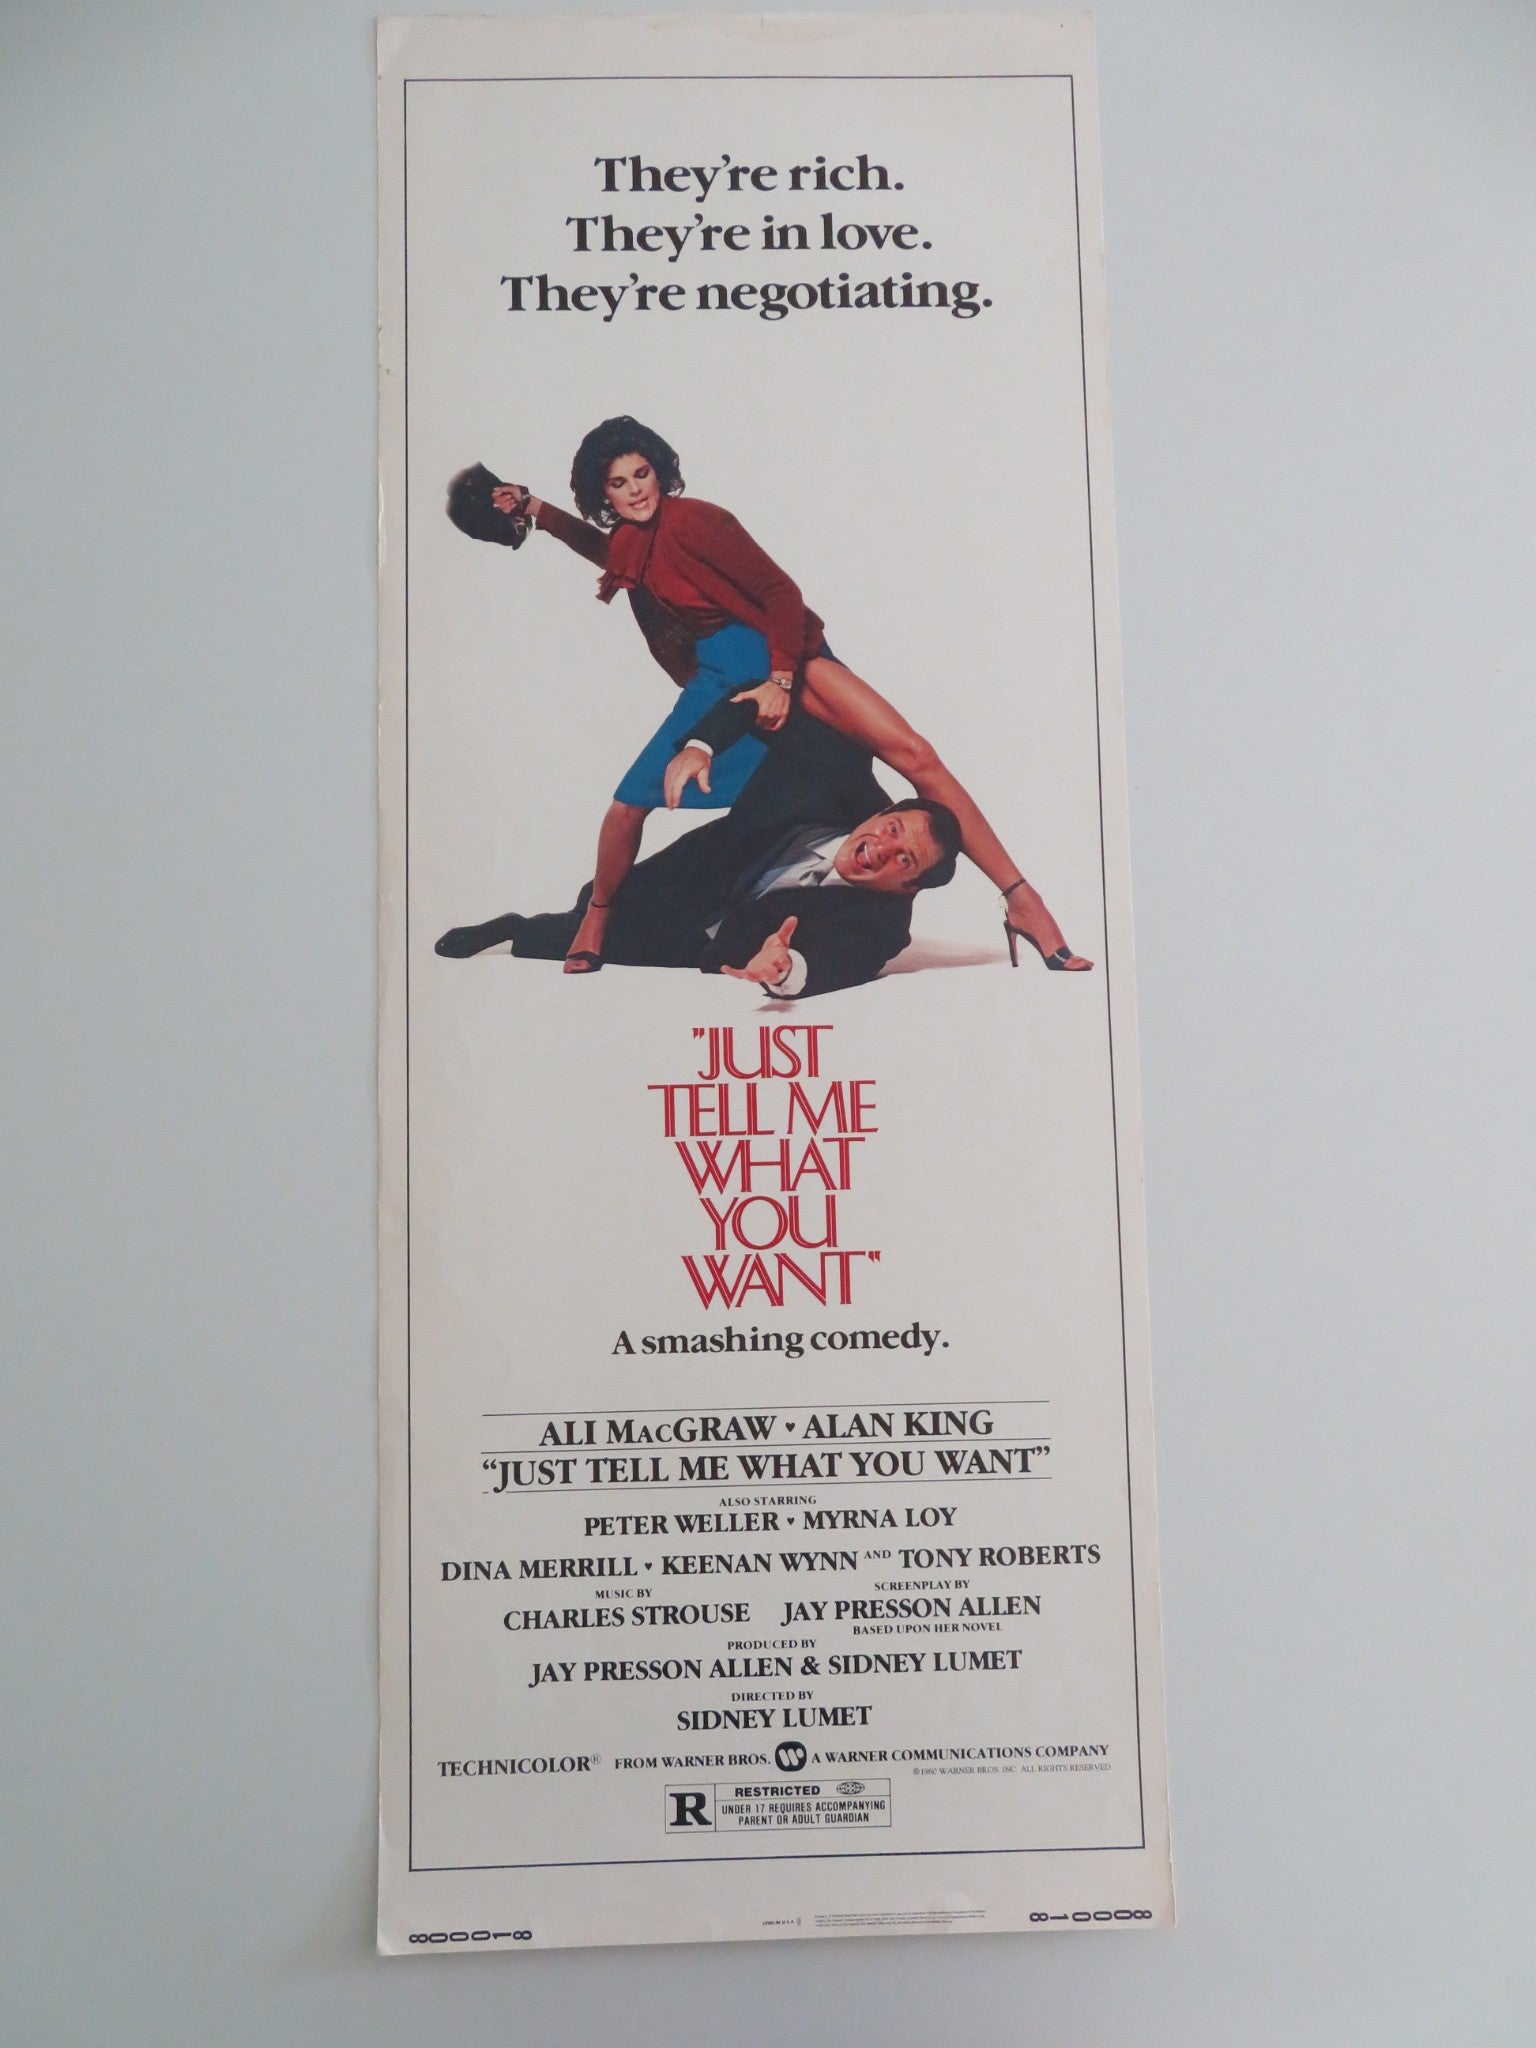 They're rich.
They're in love.
They're negotiating.
"JUST
TELL ME
WHAT
YOU
WANT"
A smashing comedy.
ALI MACGRAW ♥ ALAN KING
“JUST TELL ME WHAT YOU WANT”
ALSO STARRING
PETER WELLER ♥ MYRNA LOY
DINA MERRILL ♥ KEENAN WYNN AND TONY ROBERTS
MUSIC BY
CHARLES STROUSE
SCREENPLAY BY
JAY PRESSON ALLEN
BASED UPON HER NOVEL
PRODUCED BY
JAY PRESSON ALLEN & SIDNEY LUMET
DIRECTED BY
SIDNEY LUMET
TECHNICOLOR® FROM WARNER BROS. A WARNER COMMUNICATIONS COMPANY
©1980 WARNER BROS. INC. ALL RIGHTS RESERVED
R
RESTRICTED
UNDER 17 REQUIRES ACCOMPANYING
PARENT OR ADULT GUARDIAN
800018
810008